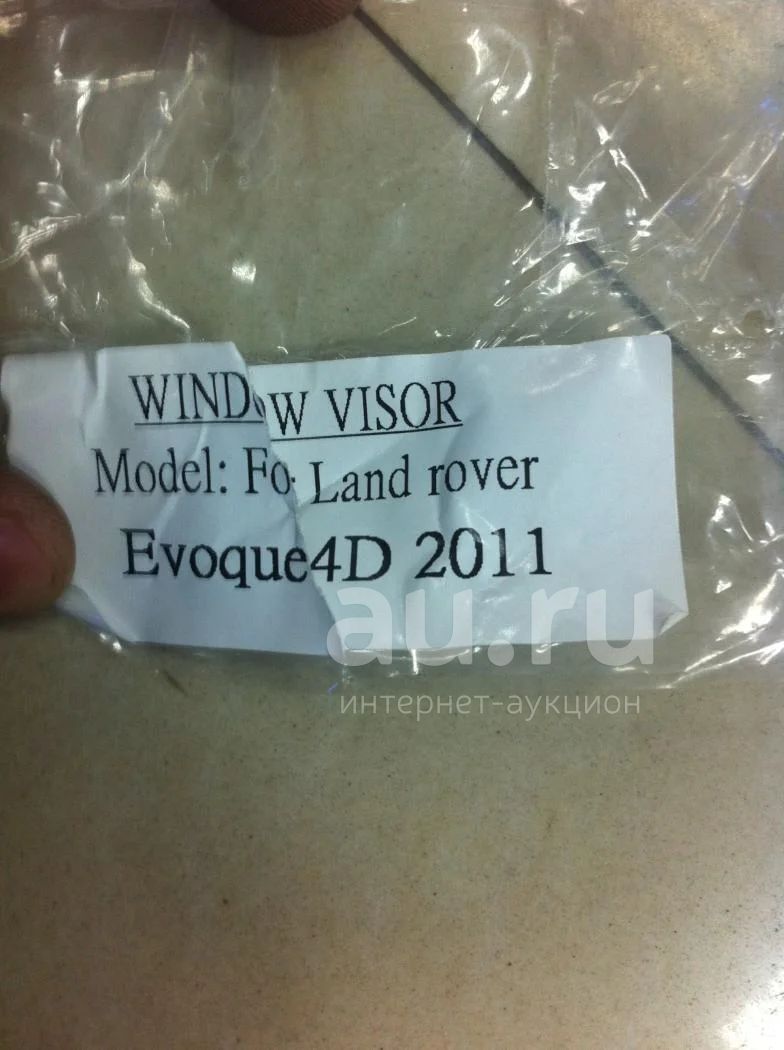 WINDOW VISOR
Model: Fo. Land rover
Evoque4D 2011
au.ru
интернет-аукцион